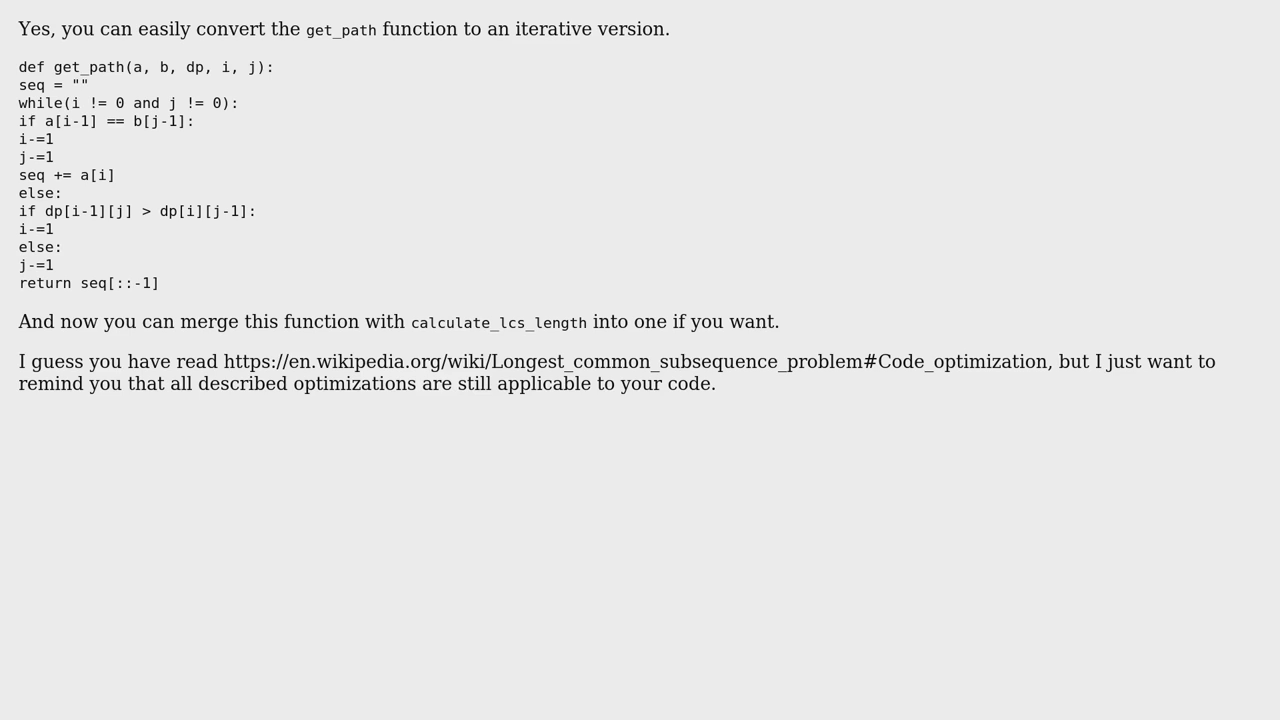 Yes, you can easily convert the get_path function to an iterative version.
def get_path(a, b, dp, i, j):
seq = ""
while(i != 0 and j != 0):
if a[i-1] == b[j-1]:
i-=1
j-=1
seq += a[i]
else:
if dp[i-1][j] > dp[i][j-1]:
i-=1
else:
j-=1
return seq[::-1]
And now you can merge this function with calculate_lcs_length into one if you want.
I guess you have read https://en.wikipedia.org/wiki/Longest_common_subsequence_problem#Code_optimization, but I just want to
remind you that all described optimizations are still applicable to your code.